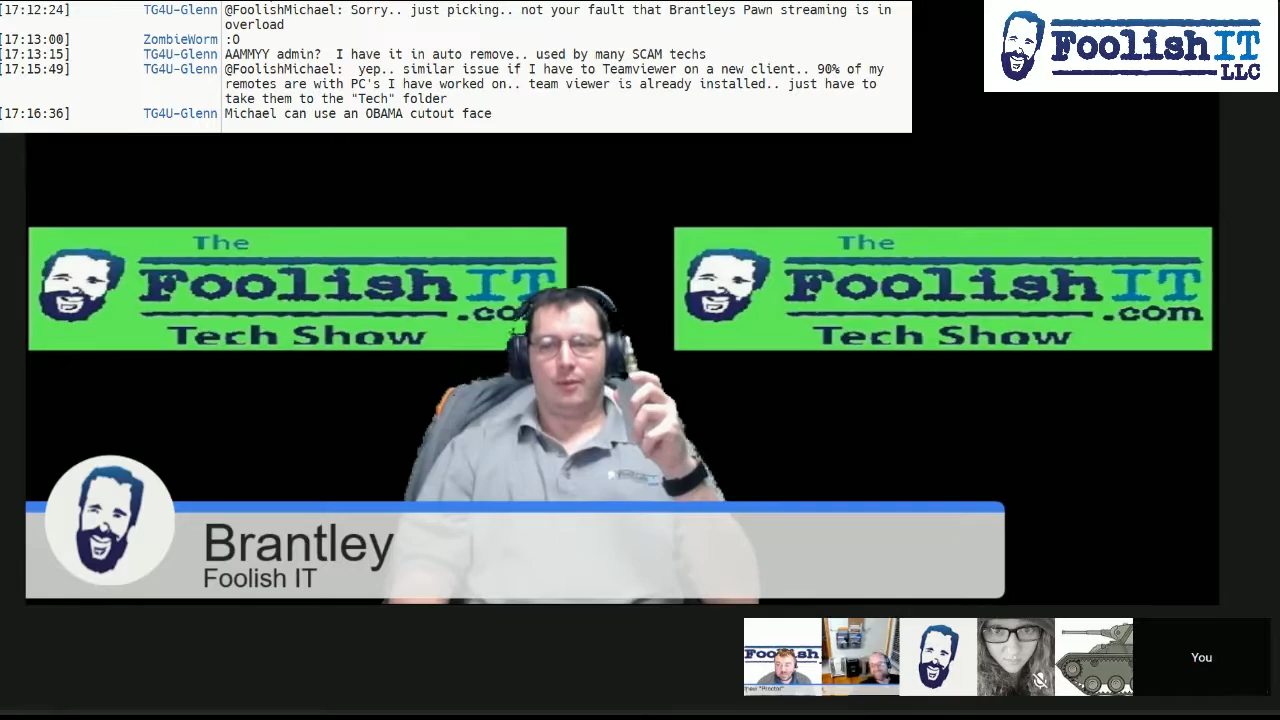 [17:12:24] TG4U-Glenn @FoolishMichael: Sorry.. just picking.. not your fault that Brantleys Pawn streaming is in
overload
[17:13:00] ZombieWorm :O
[17:13:15] TG4U-Glenn AAMMYY admin? I have it in auto remove.. used by many SCAM techs
[17:15:49] TG4U-Glenn @FoolishMichael: yep.. similar issue if I have to Teamviewer on a new client.. 90% of my
remotes are with PC's I have worked on.. team viewer is already installed.. just have to
take them to the "Tech" folder
[17:16:36] TG4U-Glenn Michael can use an OBAMA cutout face
FoolishIT
LLC
The
FoolishIT
.co
Tech Show
The
FoolishIT
.com
Tech Show
Brantley
Foolish IT
Foolish
You